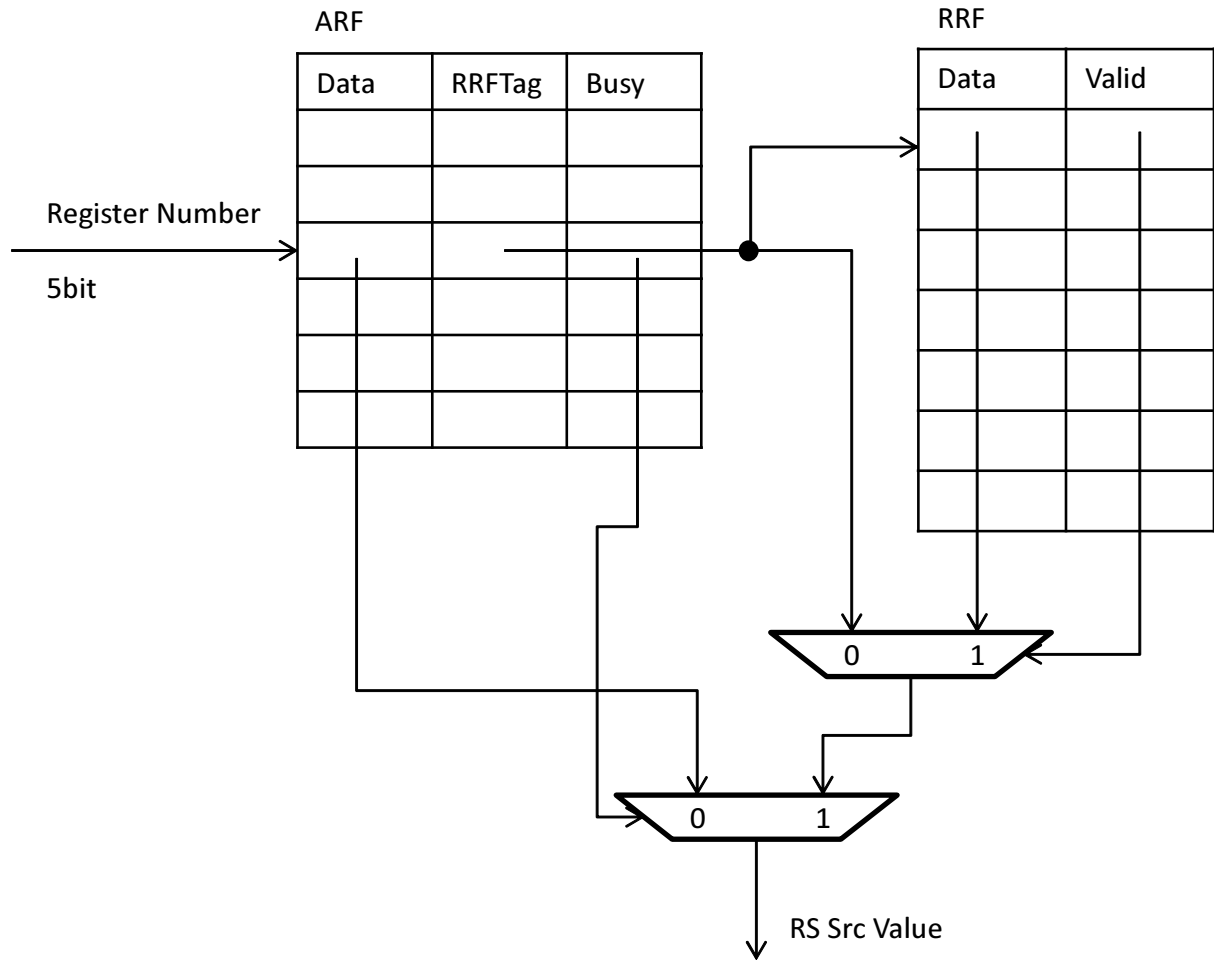 ARF
RRF
Data RRFTag Busy
Data Valid
Register Number
5bit
0 1
0 1
RS Src Value